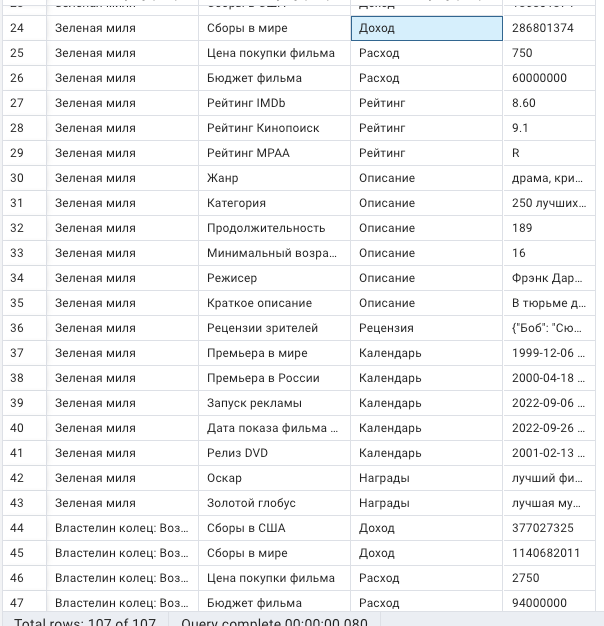 24 Зеленая миля Сборы в мире Доход 286801374
25 Зеленая миля Цена покупки фильма Расход 750
26 Зеленая миля Бюджет фильма Расход 60000000
27 Зеленая миля Рейтинг IMDb Рейтинг 8.60
28 Зеленая миля Рейтинг Кинопоиск Рейтинг 9.1
29 Зеленая миля Рейтинг MPAA Рейтинг R
30 Зеленая миля Жанр Описание драма, кри...
31 Зеленая миля Категория Описание 250 лучших...
32 Зеленая миля Продолжительность Описание 189
33 Зеленая миля Минимальный возра... Описание 16
34 Зеленая миля Режисер Описание Фрэнк Дар...
35 Зеленая миля Краткое описание Описание В тюрьме д...
36 Зеленая миля Рецензии зрителей Рецензия {"Боб": "Сю...
37 Зеленая миля Премьера в мире Календарь 1999-12-06 ...
38 Зеленая миля Премьера в России Календарь 2000-04-18 ...
39 Зеленая миля Запуск рекламы Календарь 2022-09-06 ...
40 Зеленая миля Дата показа фильма ... Календарь 2022-09-26 ...
41 Зеленая миля Релиз DVD Календарь 2001-02-13 ...
42 Зеленая миля Оскар Награды лучший фи...
43 Зеленая миля Золотой глобус Награды лучшая му...
44 Властелин колец: Воз... Сборы в США Доход 377027325
45 Властелин колец: Воз... Сборы в мире Доход 1140682011
46 Властелин колец: Воз... Цена покупки фильма Расход 2750
47 Властелин колец: Воз... Бюджет фильма Расход 94000000
Total rows: 107 of 107 Query complete 00:00:00.080